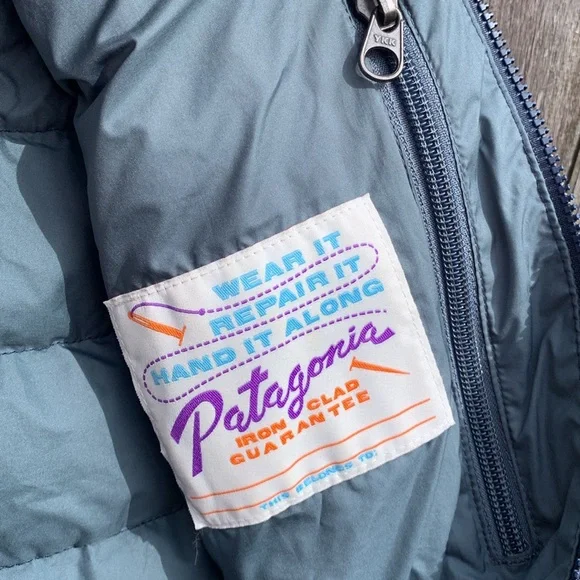 YKK
WEAR IT
REPAIR IT
HAND IT ALONG
Patagonia
IRON CLAD
GUARANTEE
THIS BELONGS TO: